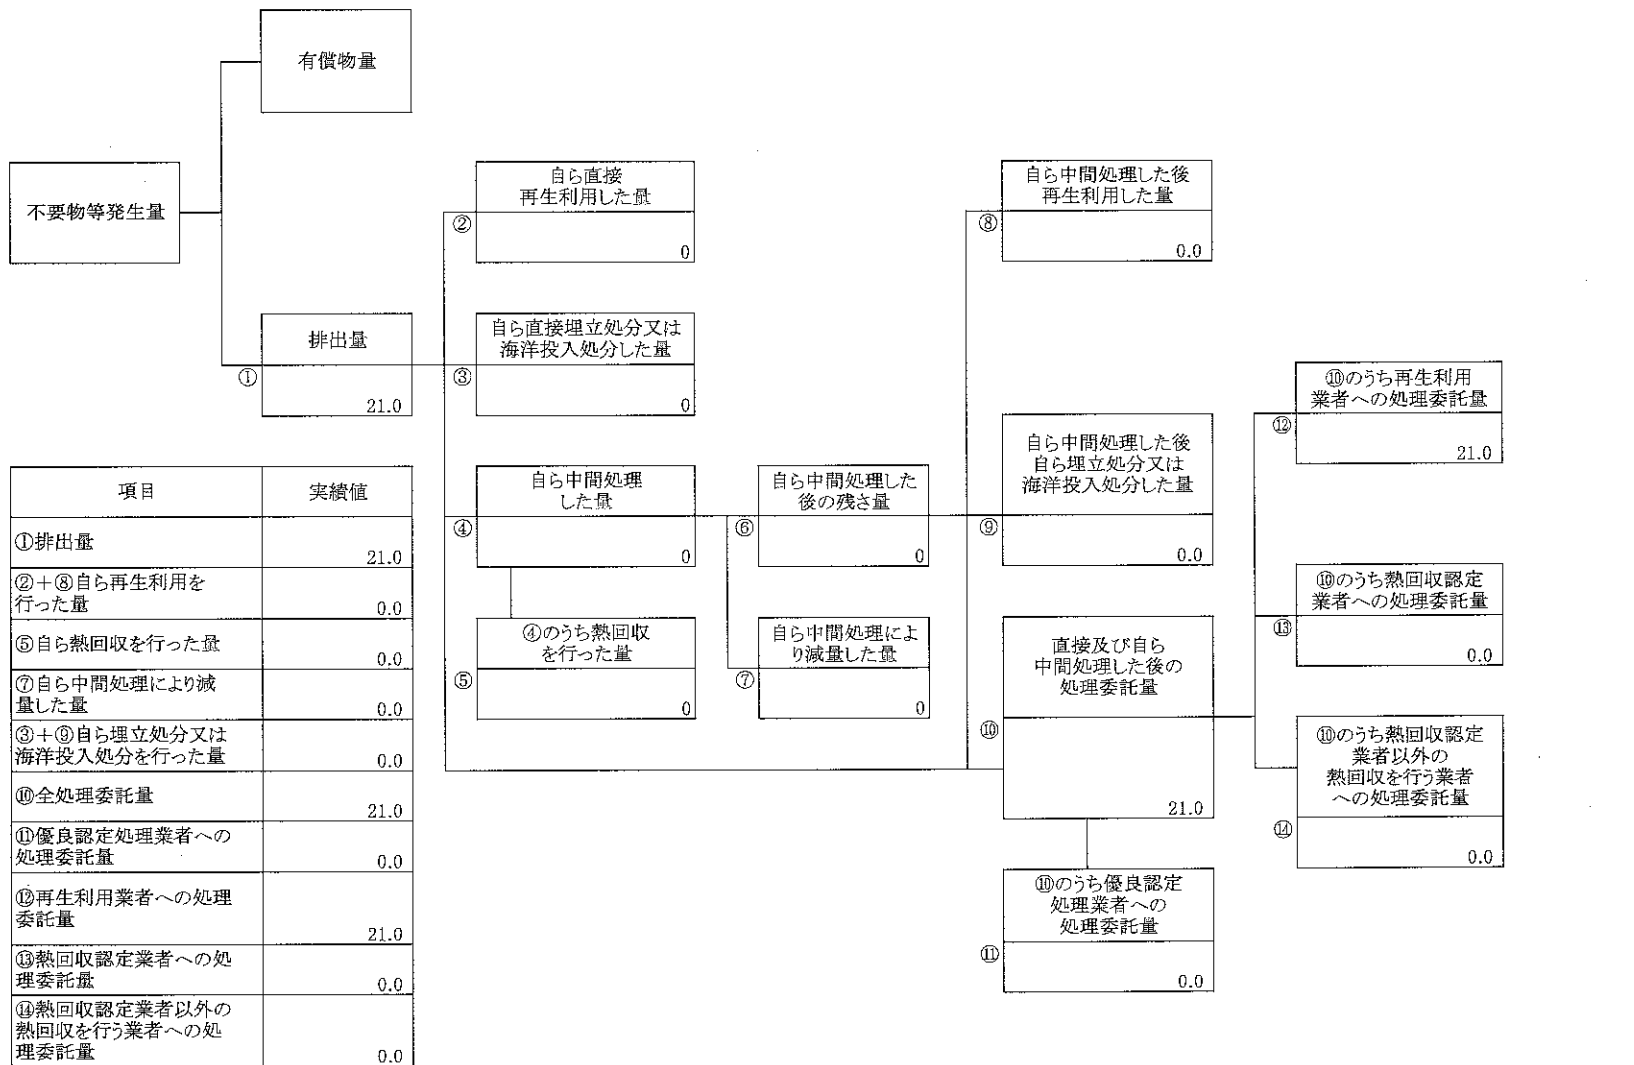 有償物量
不要物等発生量
排出量
①
21.0
自ら直接
再生利用した量
②
0
自ら直接埋立処分又は
海洋投入処分した量
③
0
自ら中間処理
した量
④
0
④のうち熱回収
を行った量
⑤
0
自ら中間処理した
後の残さ量
⑥
0
自ら中間処理によ
り減量した量
⑦
0
自ら中間処理した後
再生利用した量
⑧
0.0
自ら中間処理した後
自ら埋立処分又は
海洋投入処分した量
⑨
0.0
直接及び自ら
中間処理した後の
処理委託量
⑩
21.0
⑩のうち優良認定
処理業者への
処理委託量
⑪
0.0
⑩のうち再生利用
業者への処理委託量
⑫
21.0
⑩のうち熱回収認定
業者への処理委託量
⑬
0.0
⑩のうち熱回収認定
業者以外の
熱回収を行う業者
への処理委託量
⑭
0.0
項目 実績値
①排出量
21.0
②+⑧自ら再生利用を
行った量
0.0
⑤自ら熱回収を行った量
0.0
⑦自ら中間処理により減
量した量
0.0
③+⑨自ら埋立処分又は
海洋投入処分を行った量
0.0
⑩全処理委託量
21.0
⑪優良認定処理業者への
処理委託量
0.0
⑫再生利用業者への処理
委託量
21.0
⑬熱回収認定業者への処
理委託量
0.0
⑭熱回収認定業者以外の
熱回収を行う業者への処
理委託量
0.0